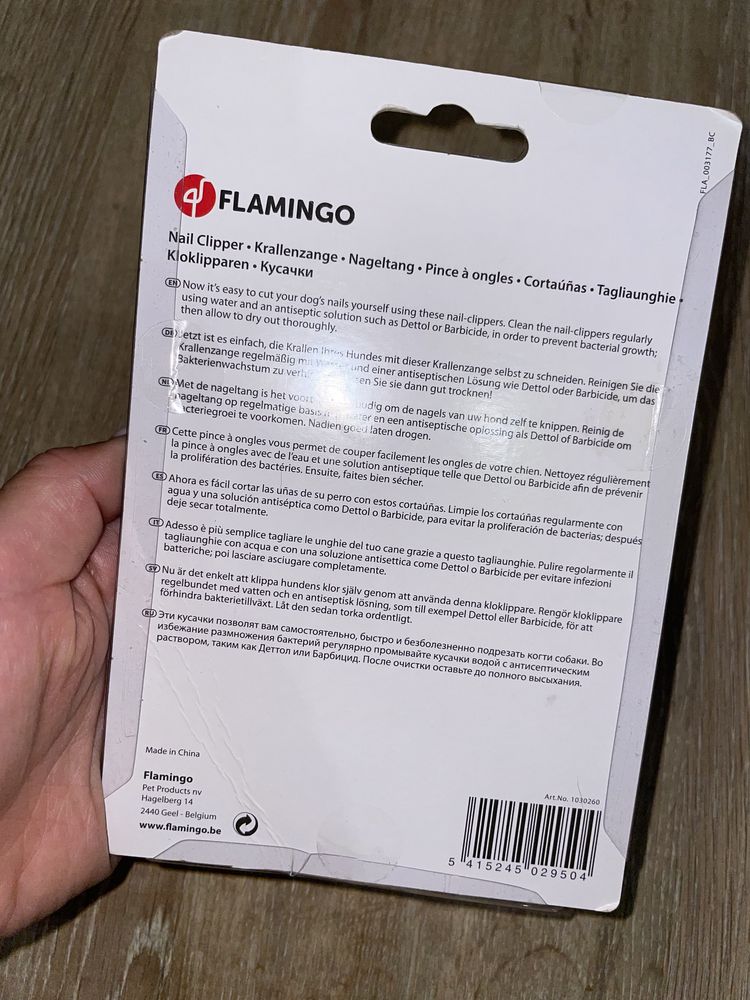 FLA_003177_BC
FLAMINGO
Nail Clipper • Krallenzange • Nageltang • Pince à ongles • Cortaúñas • Tagliaunghie •
Kloklipparen • Кусачки
EN Now it's easy to cut your dog's nails yourself using these nail-clippers. Clean the nail-clippers regularly
using water and an antiseptic solution such as Dettol or Barbicide, in order to prevent bacterial growth;
then allow to dry out thoroughly.
DE Jetzt ist es einfach, die Krallen Ihres Hundes mit dieser Krallenzange selbst zu schneiden. Reinigen Sie die
Krallenzange regelmäßig mit und einer antiseptischen Lösung wie Dettol oder Barbicide, um das
Bakterienwachstum zu Sie sie dann gut trocknen!
NL Met de nageltang is het om de nagels van uw hond zelf te knippen. Reinig de
nageltang op regelmatige basis en een antiseptische oplossing als Dettol of Barbicide om
bacteriegroei te voorkomen. Nadien goed laten drogen.
FR Cette pince à ongles vous permet de couper facilement les ongles de votre chien. Nettoyez régulièrement
la pince à ongles avec de l'eau et une solution antiseptique telle que Dettol ou Barbicide afin de prévenir
la prolifération des bactéries. Ensuite, faites bien sécher.
ES Ahora es fácil cortar las uñas de su perro con estos cortaúñas. Limpie los cortaúñas regularmente con
agua y una solución antiséptica como Dettol o Barbicide, para evitar la proliferación de bacterias; después
deje secar totalmente.
IT Adesso è più semplice tagliare le unghie del tuo cane grazie a questo tagliaunghie. Pulire regolarmente il
tagliaunghie con acqua e con una soluzione antisettica come Dettol o Barbicide per evitare infezioni
batteriche; poi lasciare asciugare completamente.
SV Nu är det enkelt att klippa hundens klor själv genom att använda denna kloklippare. Rengör kloklippare
regelbundet med vatten och en antiseptisk lösning, som till exempel Dettol eller Barbicide, för att
förhindra bakterietillväxt. Låt den sedan torka ordentligt.
RU Эти кусачки позволят вам самостоятельно, быстро и безболезненно подрезать когти собаки. Во
избежание размножения бактерий регулярно промывайте кусачки водой с антисептическим
раствором, таким как Деттол или Барбицид. После очистки оставьте до полного высыхания.
Made in China
Flamingo
Pet Products nv
Hagelberg 14
2440 Geel - Belgium
www.flamingo.be
Art.No. 1030260
5 415245 029504